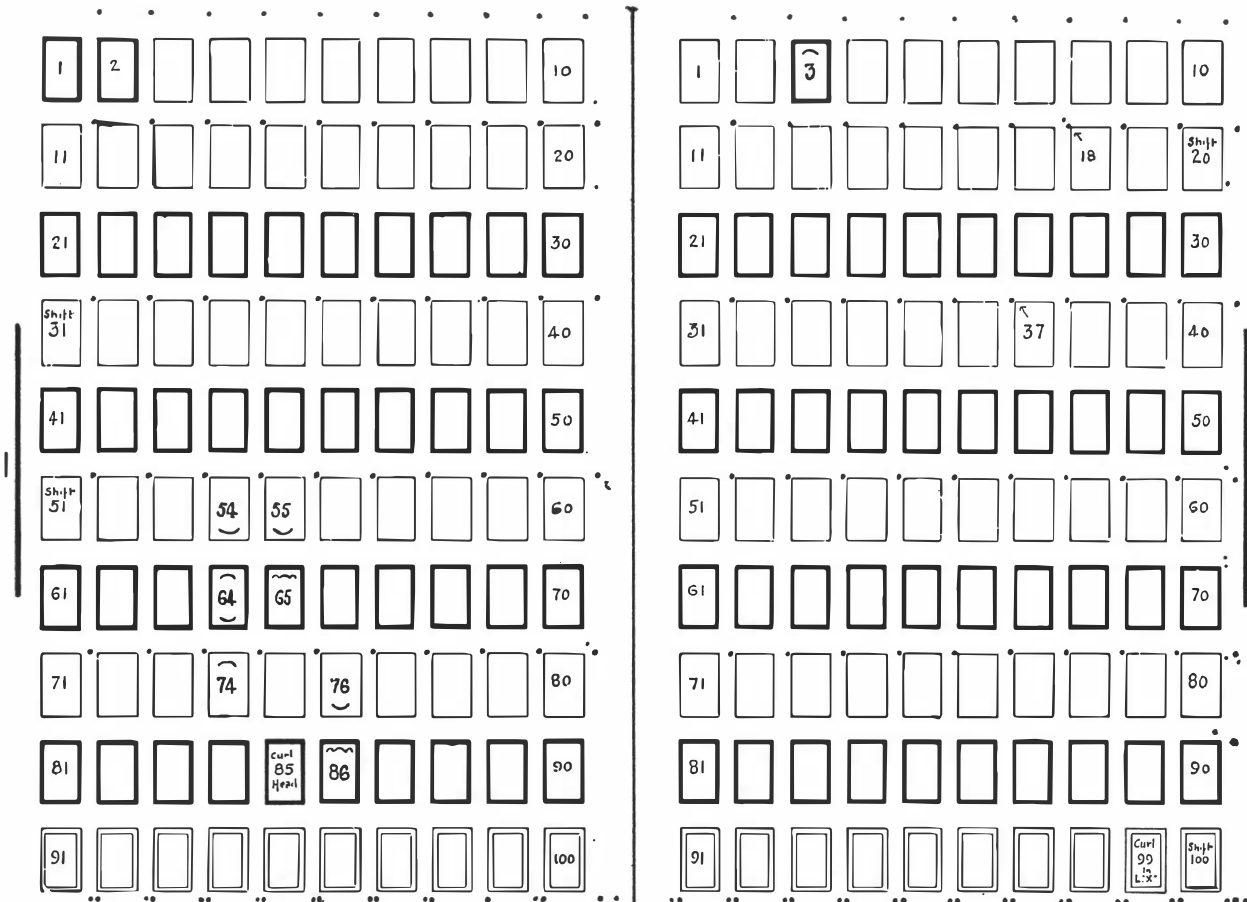 1 2 10
11 20
21 30
Shift 31 40
41 50
Shift 51 54 55 60
61 64 65 70
71 74 76 80
81 Curl 85 Head 86 90
91 100
1 3 10
11 18 Shift 20
21 30
31 37 40
41 50
51 60
61 70
71 80
81 90
91 Curl 99 In L.X" Shift 100